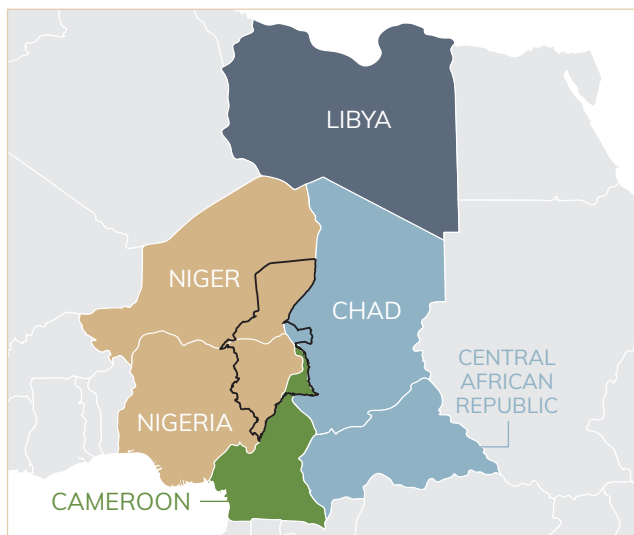 LIBYA
NIGER
CHAD
CENTRAL
AFRICAN
REPUBLIC
NIGERIA
CAMEROON